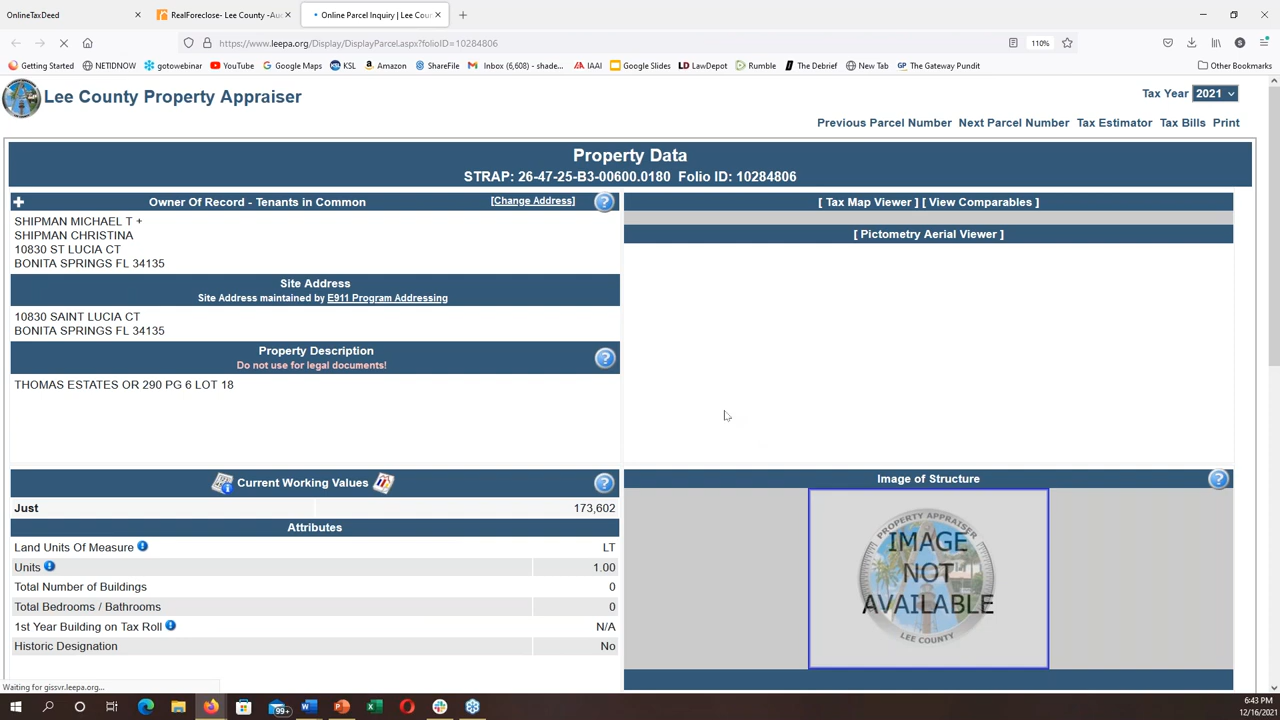 OnlineTaxDeed
RealForeclose- Lee County -Au
Online Parcel Inquiry | Lee Cou
https://www.leepa.org/Display/DisplayParcel.aspx?folioID=10284806
110%
Getting Started
NETIDNOW
gotowebinar
YouTube
Google Maps
KSL
Amazon
ShareFile
Inbox (6,608) - shade...
IAAI
Google Slides
LD LawDepot
Rumble
The Debrief
New Tab
GP The Gateway Pundit
Other Bookmarks
Lee County Property Appraiser
Tax Year 2021
Previous Parcel Number Next Parcel Number Tax Estimator Tax Bills Print
Property Data
STRAP: 26-47-25-B3-00600.0180 Folio ID: 10284806
Owner Of Record - Tenants in Common [Change Address]
SHIPMAN MICHAEL T +
SHIPMAN CHRISTINA
10830 ST LUCIA CT
BONITA SPRINGS FL 34135
Site Address
Site Address maintained by E911 Program Addressing
10830 SAINT LUCIA CT
BONITA SPRINGS FL 34135
Property Description
Do not use for legal documents!
THOMAS ESTATES OR 290 PG 6 LOT 18
Current Working Values
Just 173,602
Attributes
Land Units Of Measure LT
Units 1.00
Total Number of Buildings 0
Total Bedrooms / Bathrooms 0
1st Year Building on Tax Roll N/A
Historic Designation No
[ Tax Map Viewer ] [ View Comparables ]
[ Pictometry Aerial Viewer ]
Image of Structure
PROPERTY APPRAISER
IMAGE
NOT
AVAILABLE
LEE COUNTY
Waiting for gissvr.leepa.org...
99+
6:43 PM
12/16/2021